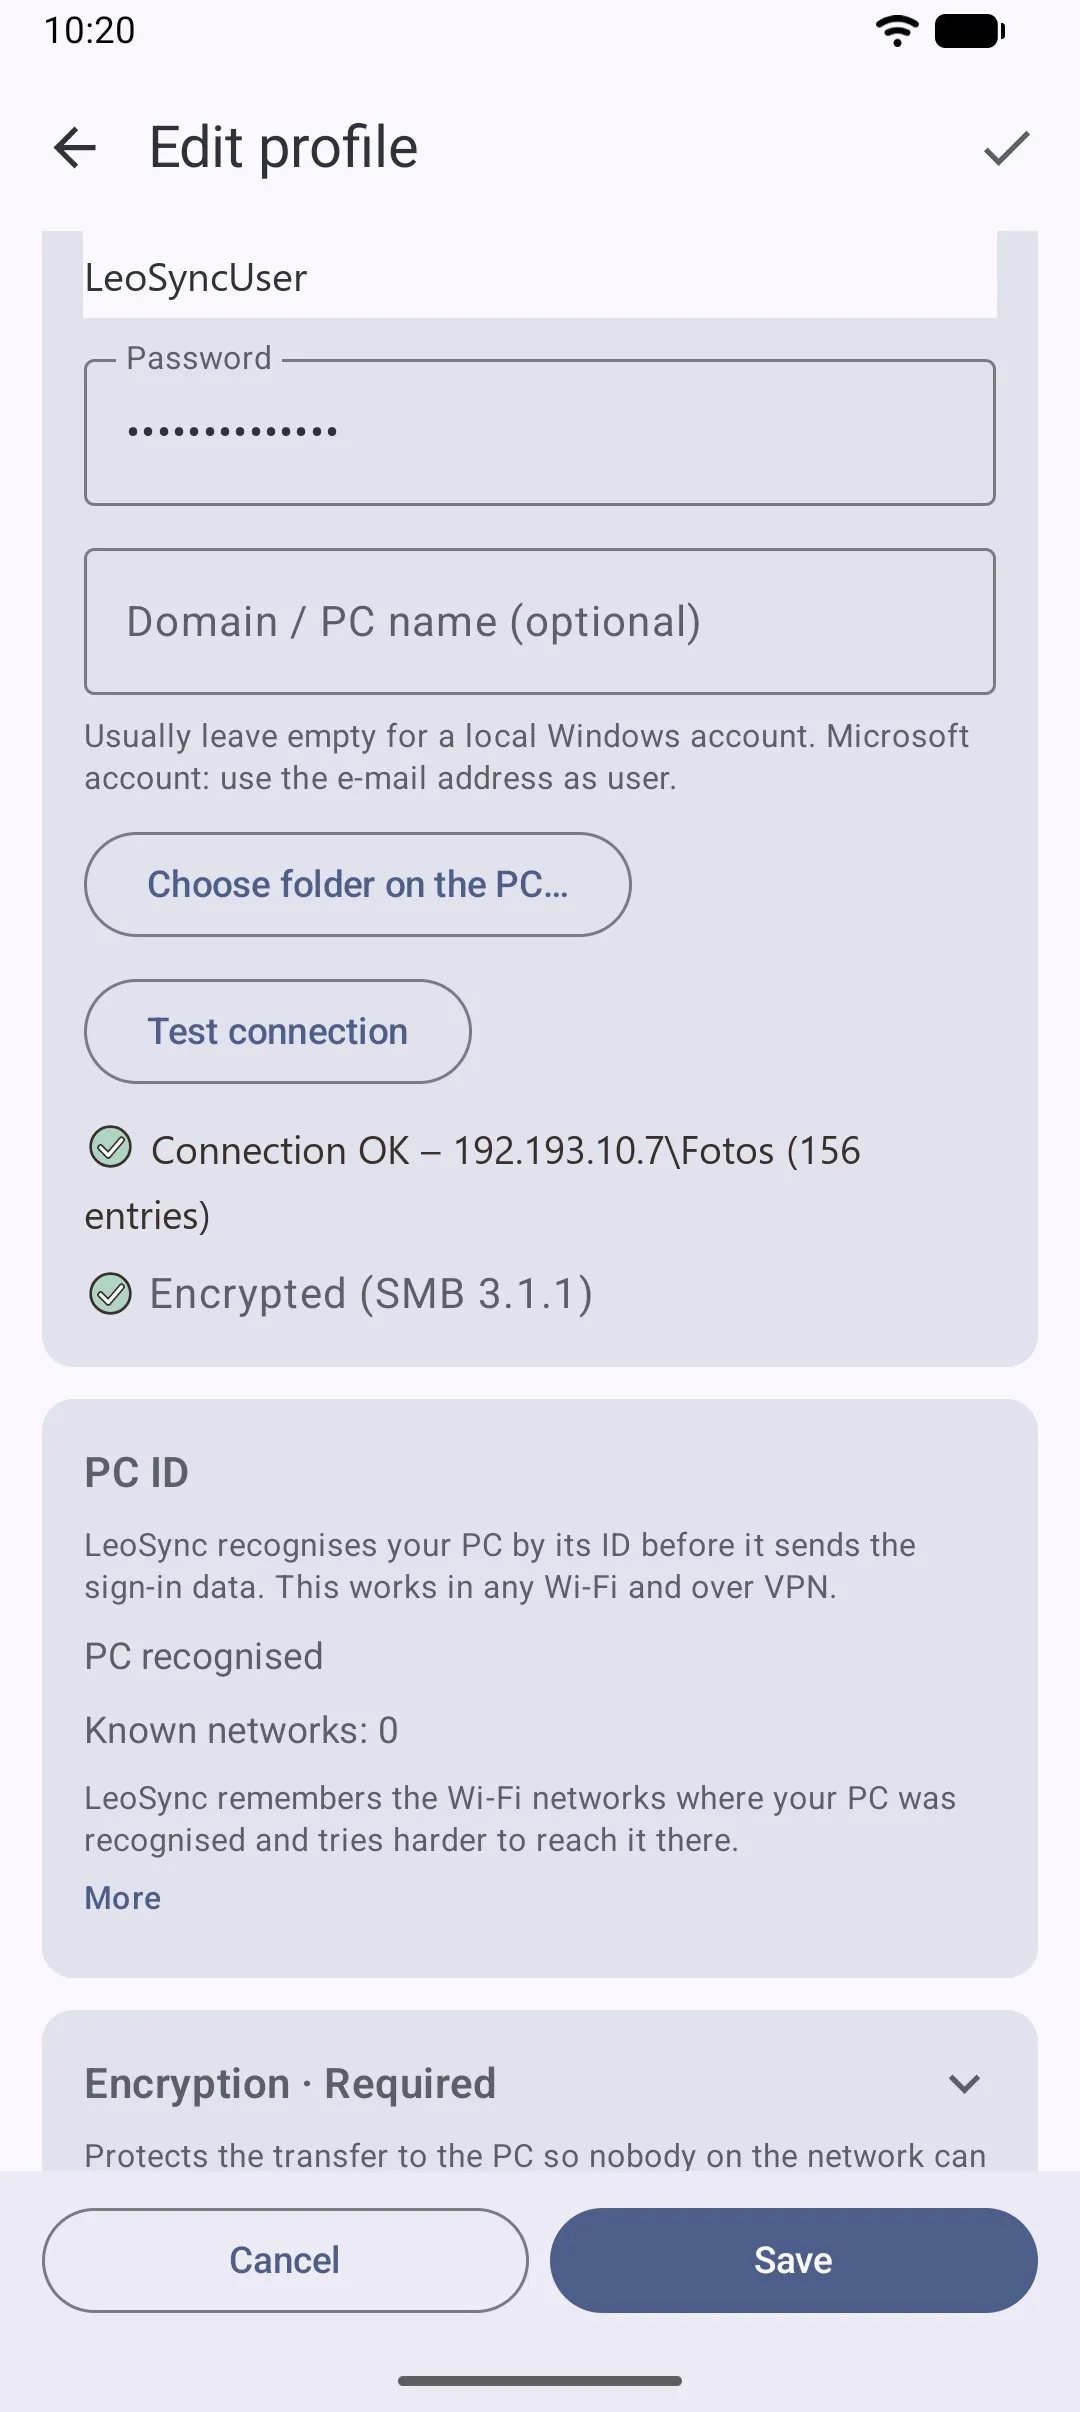 10:20
Edit profile
LeoSyncUser
Password
••••••••••••••
Domain / PC name (optional)
Usually leave empty for a local Windows account. Microsoft
account: use the e-mail address as user.
Choose folder on the PC…
Test connection
Connection OK – 192.193.10.7\Fotos (156
entries)
Encrypted (SMB 3.1.1)
PC ID
LeoSync recognises your PC by its ID before it sends the
sign-in data. This works in any Wi-Fi and over VPN.
PC recognised
Known networks: 0
LeoSync remembers the Wi-Fi networks where your PC was
recognised and tries harder to reach it there.
More
Encryption · Required
Protects the transfer to the PC so nobody on the network can
Cancel
Save